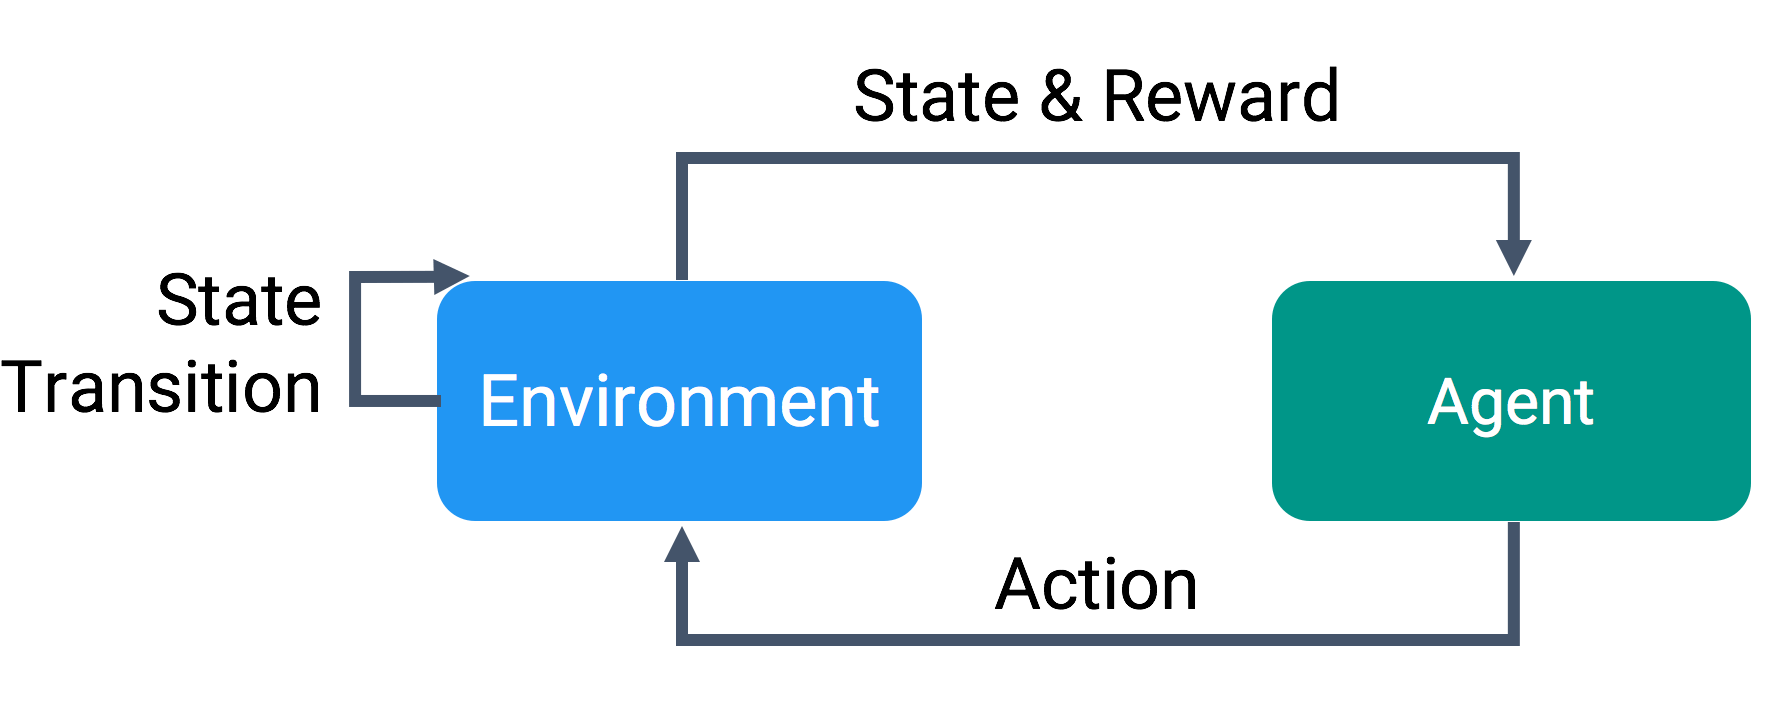 State & Reward
State
Transition
Environment
Agent
Action